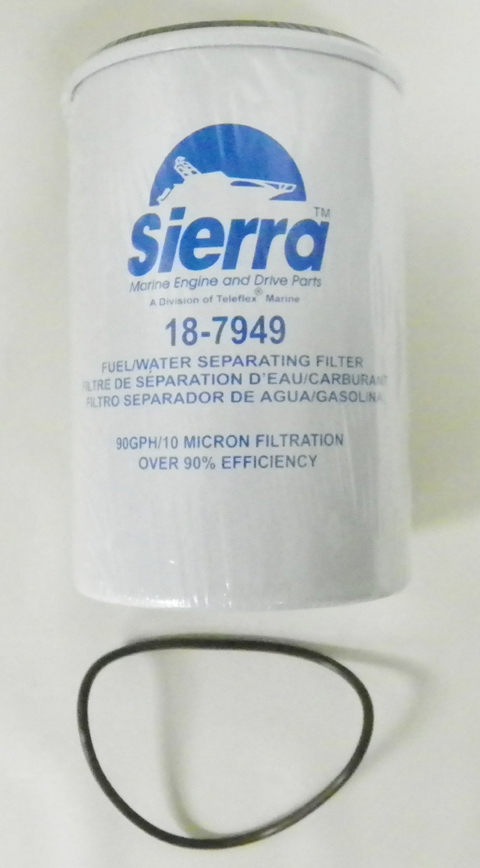 Sierra™
Marine Engine and Drive Parts
A Division of Teleflex® Marine
18-7949
FUEL/WATER SEPARATING FILTER
FILTRE DE SÉPARATION D'EAU/CARBURANT
FILTRO SEPARADOR DE AGUA/GASOLINA
90GPH/10 MICRON FILTRATION
OVER 90% EFFICIENCY